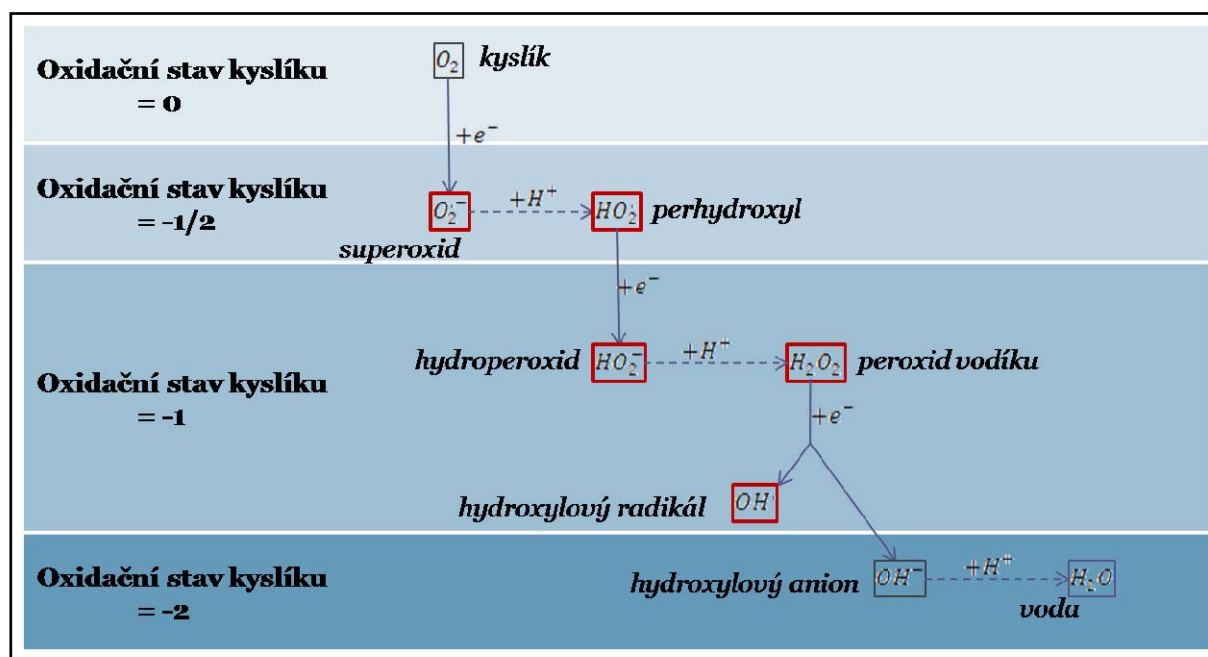 Oxidační stav kyslíku
= 0
O₂ kyslík
+e⁻
Oxidační stav kyslíku
= -1/2
O₂·⁻ +H⁺ HO₂· perhydroxyl
superoxid
+e⁻
hydroperoxid HO₂⁻ +H⁺ H₂O₂ peroxid vodíku
Oxidační stav kyslíku
= -1
+e⁻
hydroxylový radikál OH·
Oxidační stav kyslíku
= -2
hydroxylový anion OH⁻ +H⁺ H₂O
voda